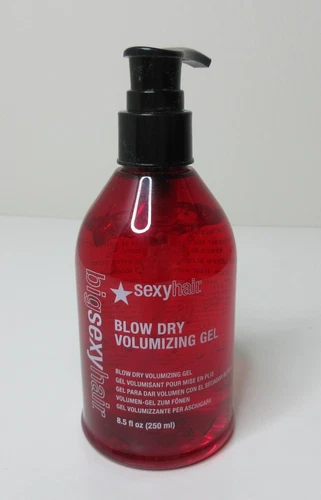 sexyhair
bigsexyhair
BLOW DRY
VOLUMIZING GEL
BLOW DRY VOLUMIZING GEL
GEL VOLUMISANT POUR MISE EN PLIS
GEL PARA DAR VOLUMEN CON EL SECADOR
VOLUMEN-GEL ZUM FÖNEN
GEL VOLUMIZZANTE PER ASCIUGARE
8.5 fl oz (250 ml)